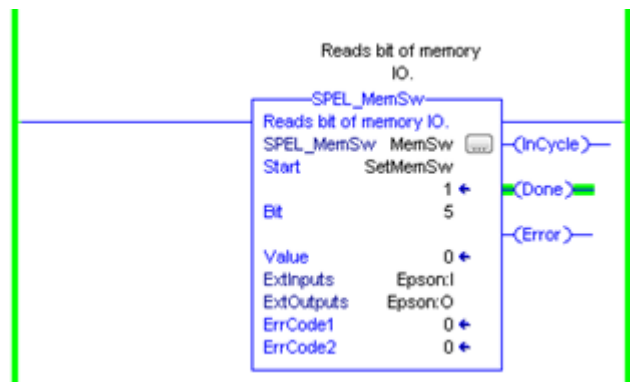 Reads bit of memory
IO.
SPEL_MemSw
Reads bit of memory IO.
SPEL_MemSw MemSw ...
InCycle
Start SetMemSw
1
Done
Bit 5
Error
Value 0
ExtInputs Epson:I
ExtOutputs Epson:O
ErrCode1 0
ErrCode2 0